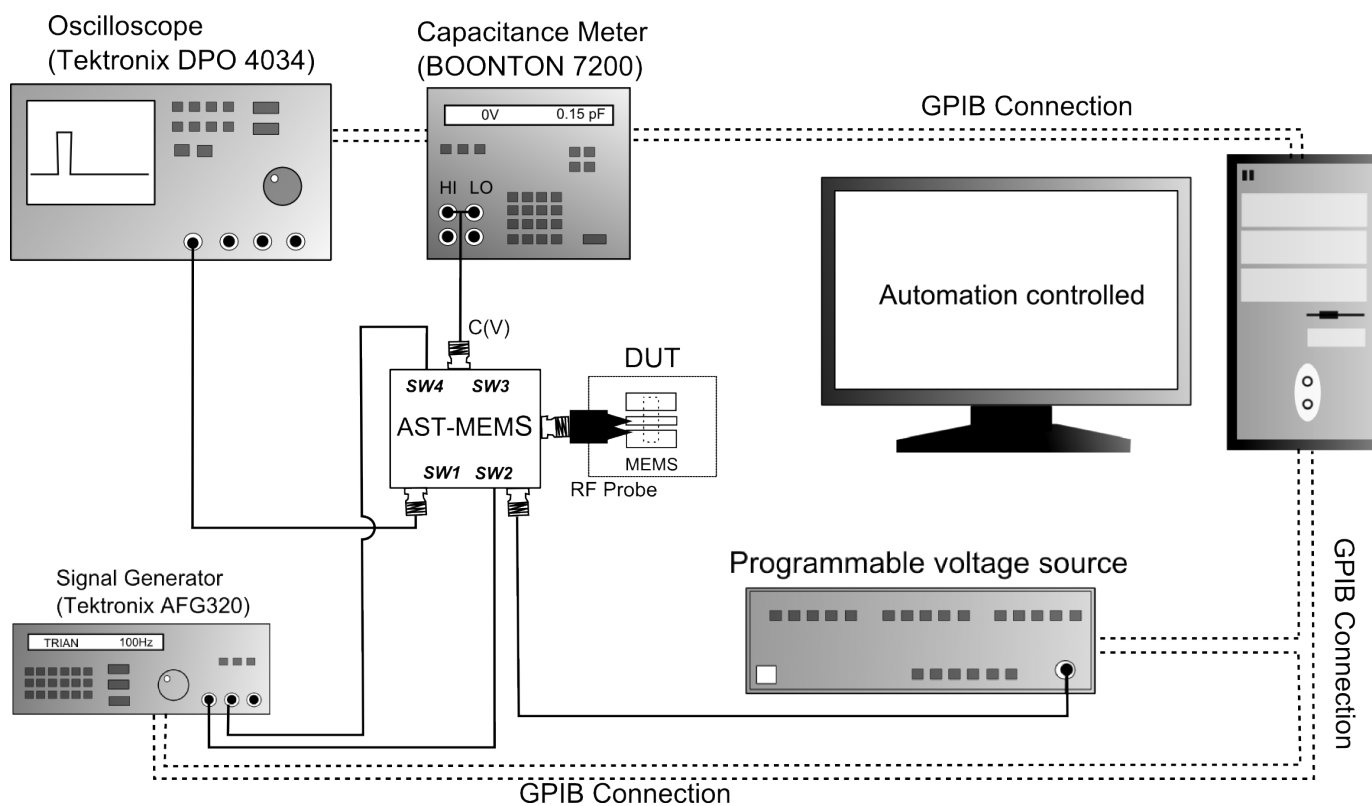 Oscilloscope
(Tektronix DPO 4034)
Capacitance Meter
(BOONTON 7200)
0V 0.15 pF
HI LO
GPIB Connection
Automation controlled
C(V)
SW4 SW3
AST-MEMS
SW1 SW2
DUT
MEMS
RF Probe
Signal Generator
(Tektronix AFG320)
TRIAN 100Hz
Programmable voltage source
GPIB Connection
GPIB Connection